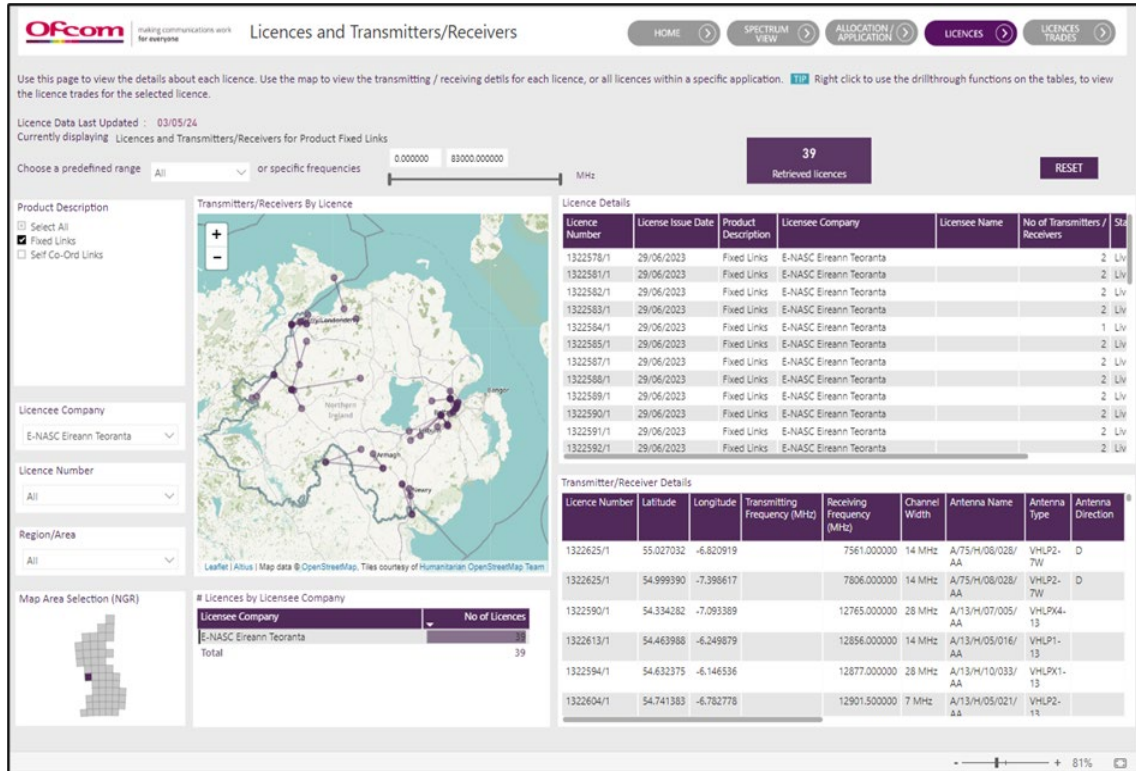 Ofcom
making communications work
for everyone
Licences and Transmitters/Receivers
HOME
SPECTRUM
VIEW
ALLOCATION /
APPLICATION
LICENCES
LICENCES
TRADES
Use this page to view the details about each licence. Use the map to view the transmitting / receiving detils for each licence, or all licences within a specific application. TIP Right click to use the drillthrough functions on the tables, to view
the licence trades for the selected licence.
Licence Data Last Updated : 03/05/24
Currently displaying Licences and Transmitters/Receivers for Product Fixed Links
Choose a predefined range All or specific frequencies 0.000000 83000.000000 MHz
39
Retrieved licences
RESET
Product Description
Select All
Fixed Links
Self Co-Ord Links
Licencee Company
E-NASC Eireann Teoranta
Licence Number
All
Region/Area
All
Map Area Selection (NGR)
Transmitters/Receivers By Licence
+
-
Londonderry
Bangor
Northern
Ireland
Armagh
Newry
Leaflet | Altius | Map data © OpenStreetMap, Tiles courtesy of Humanitarian OpenStreetMap Team
# Licences by Licensee Company
Licensee Company No of Licences
E-NASC Eireann Teoranta 39
Total 39
Licence Details
Licence Number License Issue Date Product Description Licensee Company Licensee Name No of Transmitters / Receivers Sta
1322578/1 29/06/2023 Fixed Links E-NASC Eireann Teoranta 2 Liv
1322581/1 29/06/2023 Fixed Links E-NASC Eireann Teoranta 2 Liv
1322582/1 29/06/2023 Fixed Links E-NASC Eireann Teoranta 2 Liv
1322583/1 29/06/2023 Fixed Links E-NASC Eireann Teoranta 2 Liv
1322584/1 29/06/2023 Fixed Links E-NASC Eireann Teoranta 1 Liv
1322585/1 29/06/2023 Fixed Links E-NASC Eireann Teoranta 2 Liv
1322587/1 29/06/2023 Fixed Links E-NASC Eireann Teoranta 2 Liv
1322588/1 29/06/2023 Fixed Links E-NASC Eireann Teoranta 2 Liv
1322589/1 29/06/2023 Fixed Links E-NASC Eireann Teoranta 2 Liv
1322590/1 29/06/2023 Fixed Links E-NASC Eireann Teoranta 2 Liv
1322591/1 29/06/2023 Fixed Links E-NASC Eireann Teoranta 2 Liv
1322592/1 29/06/2023 Fixed Links E-NASC Eireann Teoranta 2 Liv
Transmitter/Receiver Details
Licence Number Latitude Longitude Transmitting Frequency (MHz) Receiving Frequency (MHz) Channel Width Antenna Name Antenna Type Antenna Direction
1322625/1 55.027032 -6.820919 7561.000000 14 MHz A/75/H/08/028/AA VHLP2-7W D
1322625/1 54.999390 -7.398617 7806.000000 14 MHz A/75/H/08/028/AA VHLP2-7W D
1322590/1 54.334282 -7.093389 12765.000000 28 MHz A/13/H/07/005/AA VHLPX4-13
1322613/1 54.463988 -6.249879 12856.000000 14 MHz A/13/H/05/016/AA VHLP1-13
1322594/1 54.632375 -6.146536 12877.000000 28 MHz A/13/H/10/033/AA VHLPX1-13
1322604/1 54.741383 -6.782778 12901.500000 7 MHz A/13/H/05/021/AA VHLP2-13
- + 81%